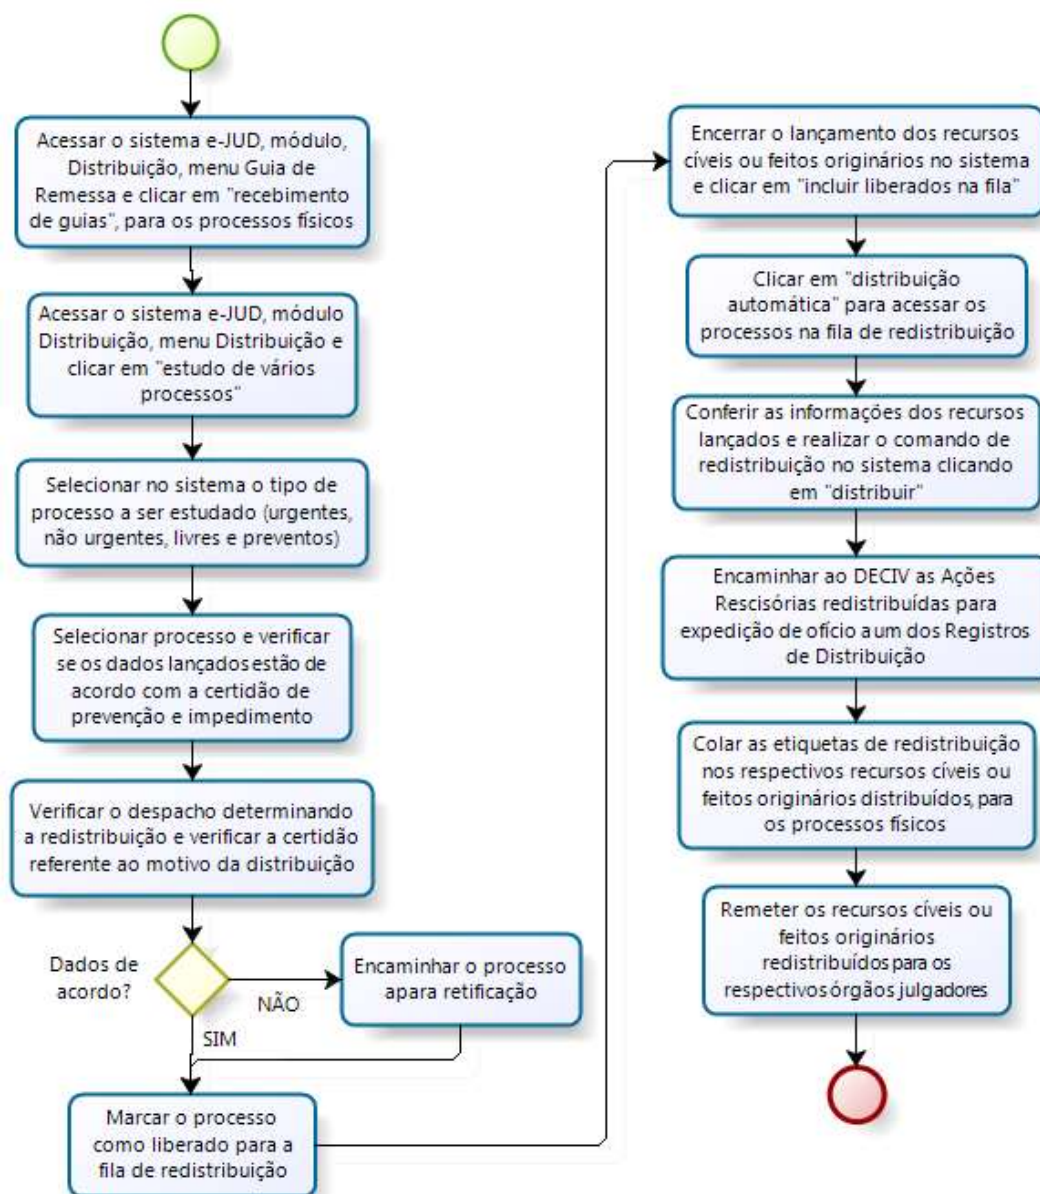 Acessar o sistema e-JUD, módulo,
Distribuição, menu Guia de
Remessa e clicar em "recebimento
de guias", para os processos físicos
Acessar o sistema e-JUD, módulo
Distribuição, menu Distribuição e
clicar em "estudo de vários
processos"
Selecionar no sistema o tipo de
processo a ser estudado (urgentes,
não urgentes, livres e preventos)
Selecionar processo e verificar
se os dados lançados estão de
acordo com a certidão de
prevenção e impedimento
Verificar o despacho determinando
a redistribuição e verificar a certidão
referente ao motivo da distribuição
Dados de
acordo?
NÃO
Encaminhar o processo
apara retificação
SIM
Marcar o processo
como liberado para a
fila de redistribuição
Encerrar o lançamento dos recursos
cíveis ou feitos originários no sistema
e clicar em "incluir liberados na fila"
Clicar em "distribuição
automática" para acessar os
processos na fila de redistribuição
Conferir as informações dos recursos
lançados e realizar o comando de
redistribuição no sistema clicando
em "distribuir"
Encaminhar ao DECIV as Ações
Rescisórias redistribuídas para
expedição de ofício a um dos Registros
de Distribuição
Colar as etiquetas de redistribuição
nos respectivos recursos cíveis ou
feitos originários distribuídos, para
os processos físicos
Remeter os recursos cíveis ou
feitos originários
redistribuídos para os
respectivos órgãos julgadores